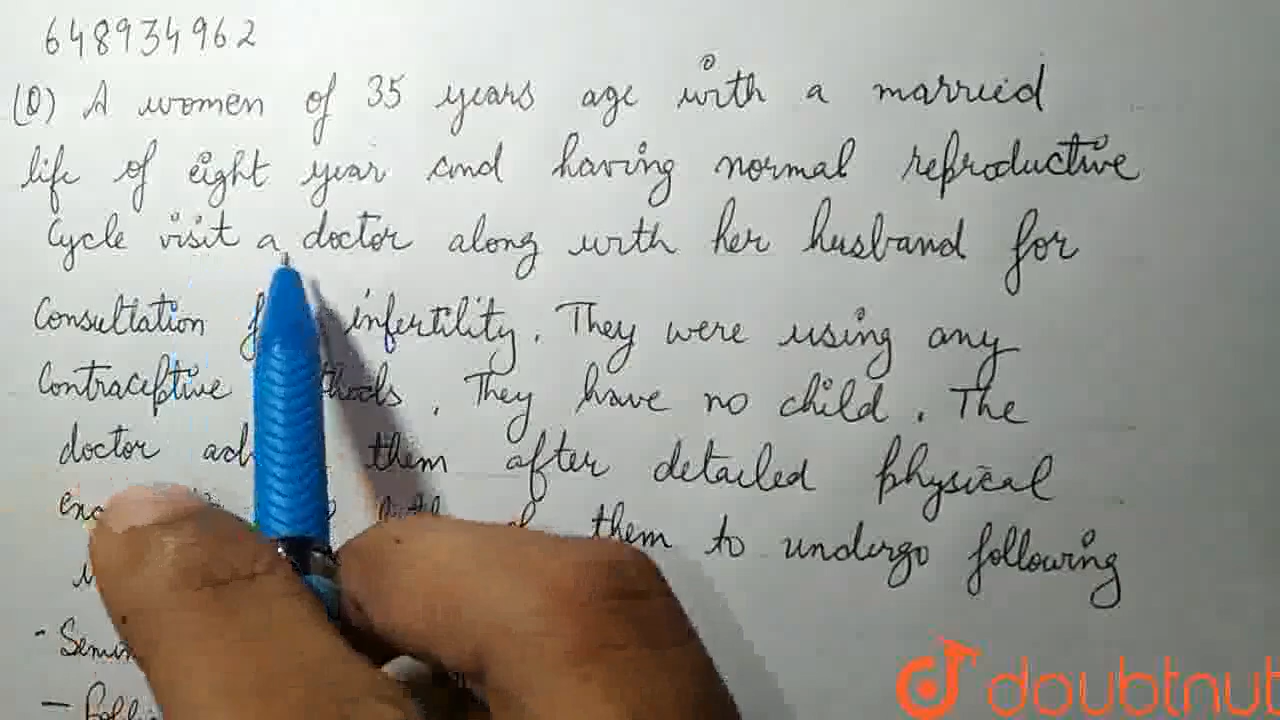 648934962
(Q) A women of 35 years age with a married
life of eight year and having normal reproductive
Cycle visit a doctor along with her husband for
Consultation infertility. They were using any
Contraceptive . They have no child. The
doctor them after detailed physical
them to undergo following
- 
- 
doubtnut